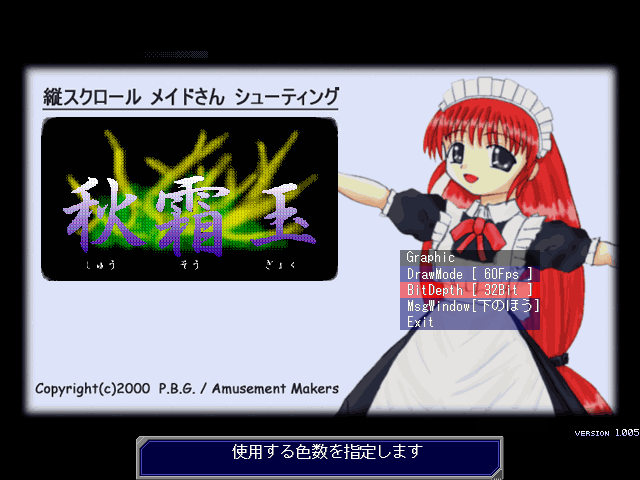 縦スクロール メイドさん シューティング
秋霜玉
しゅう そう ぎょく
Graphic
DrawMode [ 60Fps ]
BitDepth [ 32Bit ]
MsgWindow[下のほう]
Exit
Copyright(c)2000 P.B.G. / Amusement Makers
VERSION 1.005
使用する色数を指定します